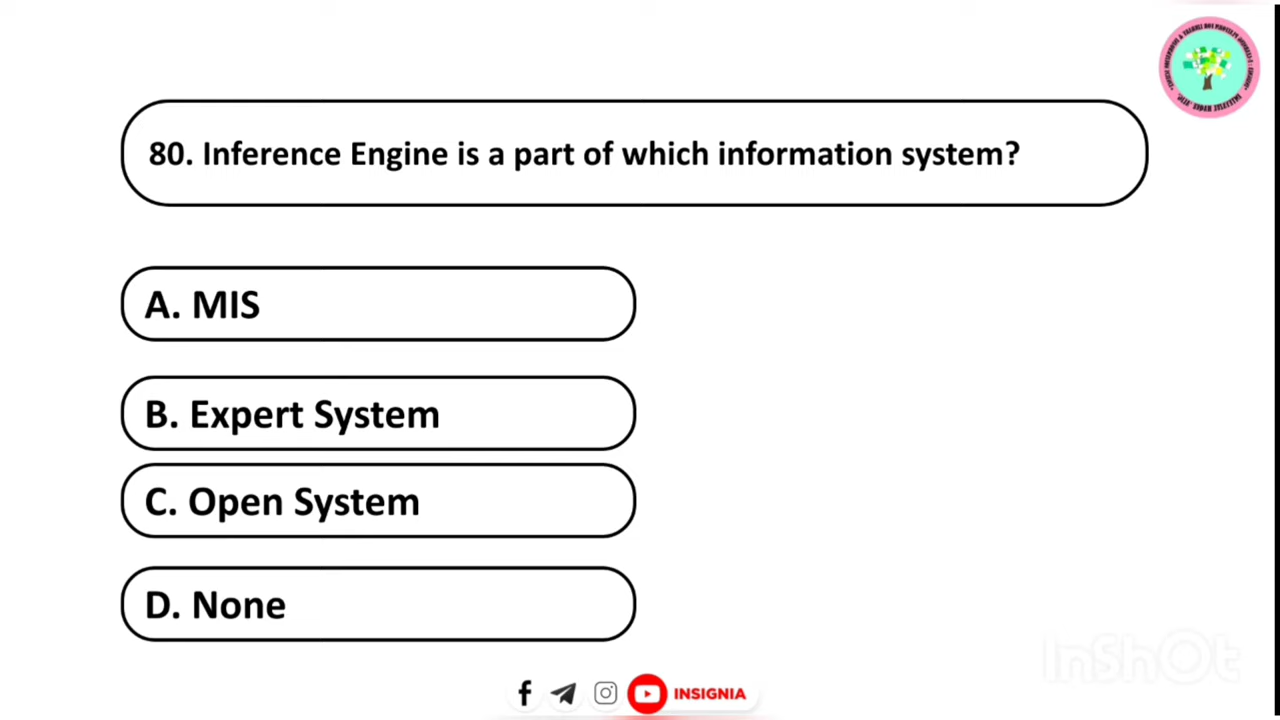 80. Inference Engine is a part of which information system?
A. MIS
B. Expert System
C. Open System
D. None
InShOt
INSIGNIA